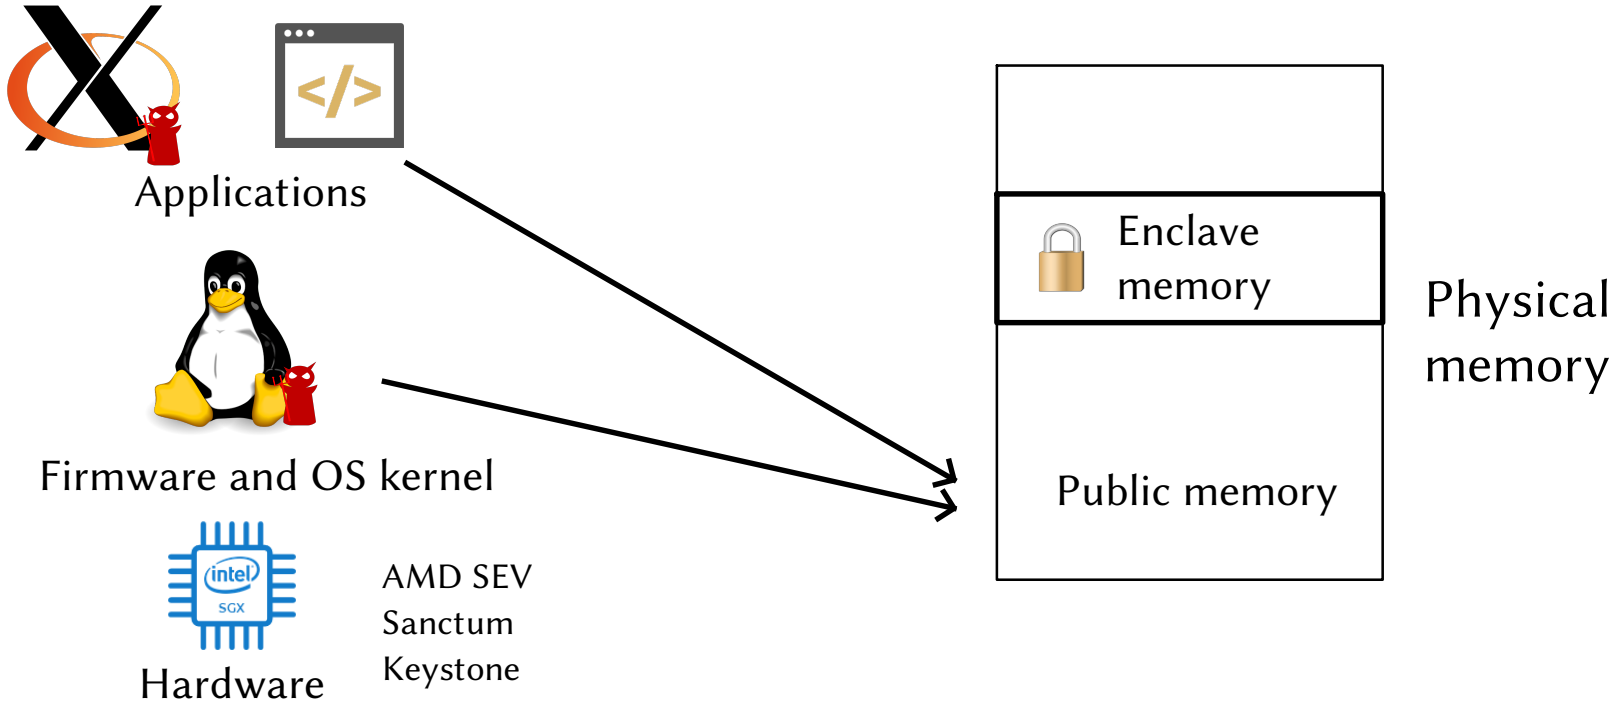 </>
Applications
Firmware and OS kernel
intel
SGX
Hardware
AMD SEV
Sanctum
Keystone
Enclave
memory
Public memory
Physical
memory